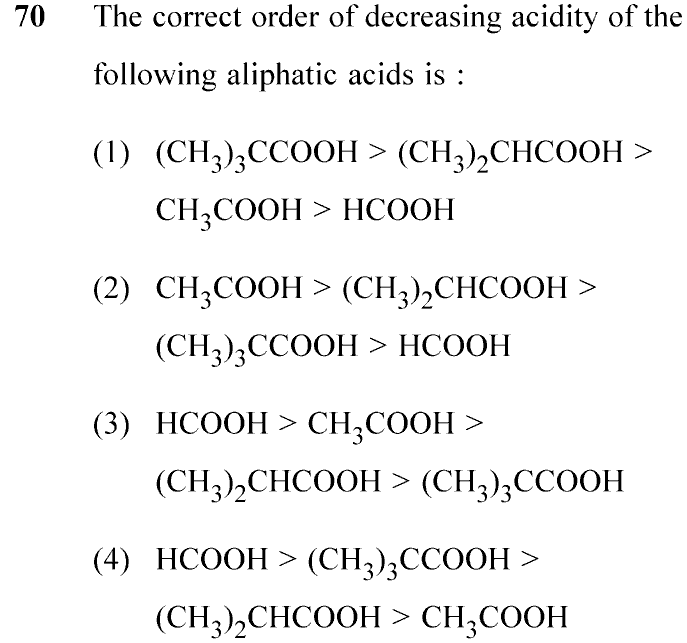 70 The correct order of decreasing acidity of the
following aliphatic acids is :
(1) (CH₃)₃CCOOH > (CH₃)₂CHCOOH >
CH₃COOH > HCOOH
(2) CH₃COOH > (CH₃)₂CHCOOH >
(CH₃)₃CCOOH > HCOOH
(3) HCOOH > CH₃COOH >
(CH₃)₂CHCOOH > (CH₃)₃CCOOH
(4) HCOOH > (CH₃)₃CCOOH >
(CH₃)₂CHCOOH > CH₃COOH